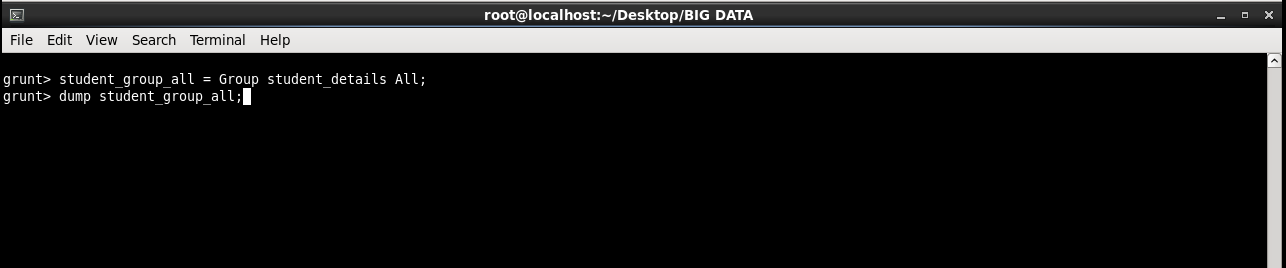 root@localhost:~/Desktop/BIG DATA
File Edit View Search Terminal Help
grunt> student_group_all = Group student_details All;
grunt> dump student_group_all;